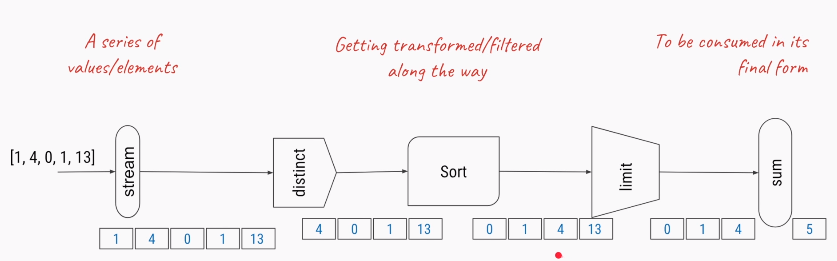 A series of
values/elements
Getting transformed/filtered
along the way
To be consumed in its
final form
[1, 4, 0, 1, 13]
stream
distinct
Sort
limit
sum
1 4 0 1 13
4 0 1 13
0 1 4 13
0 1 4
5